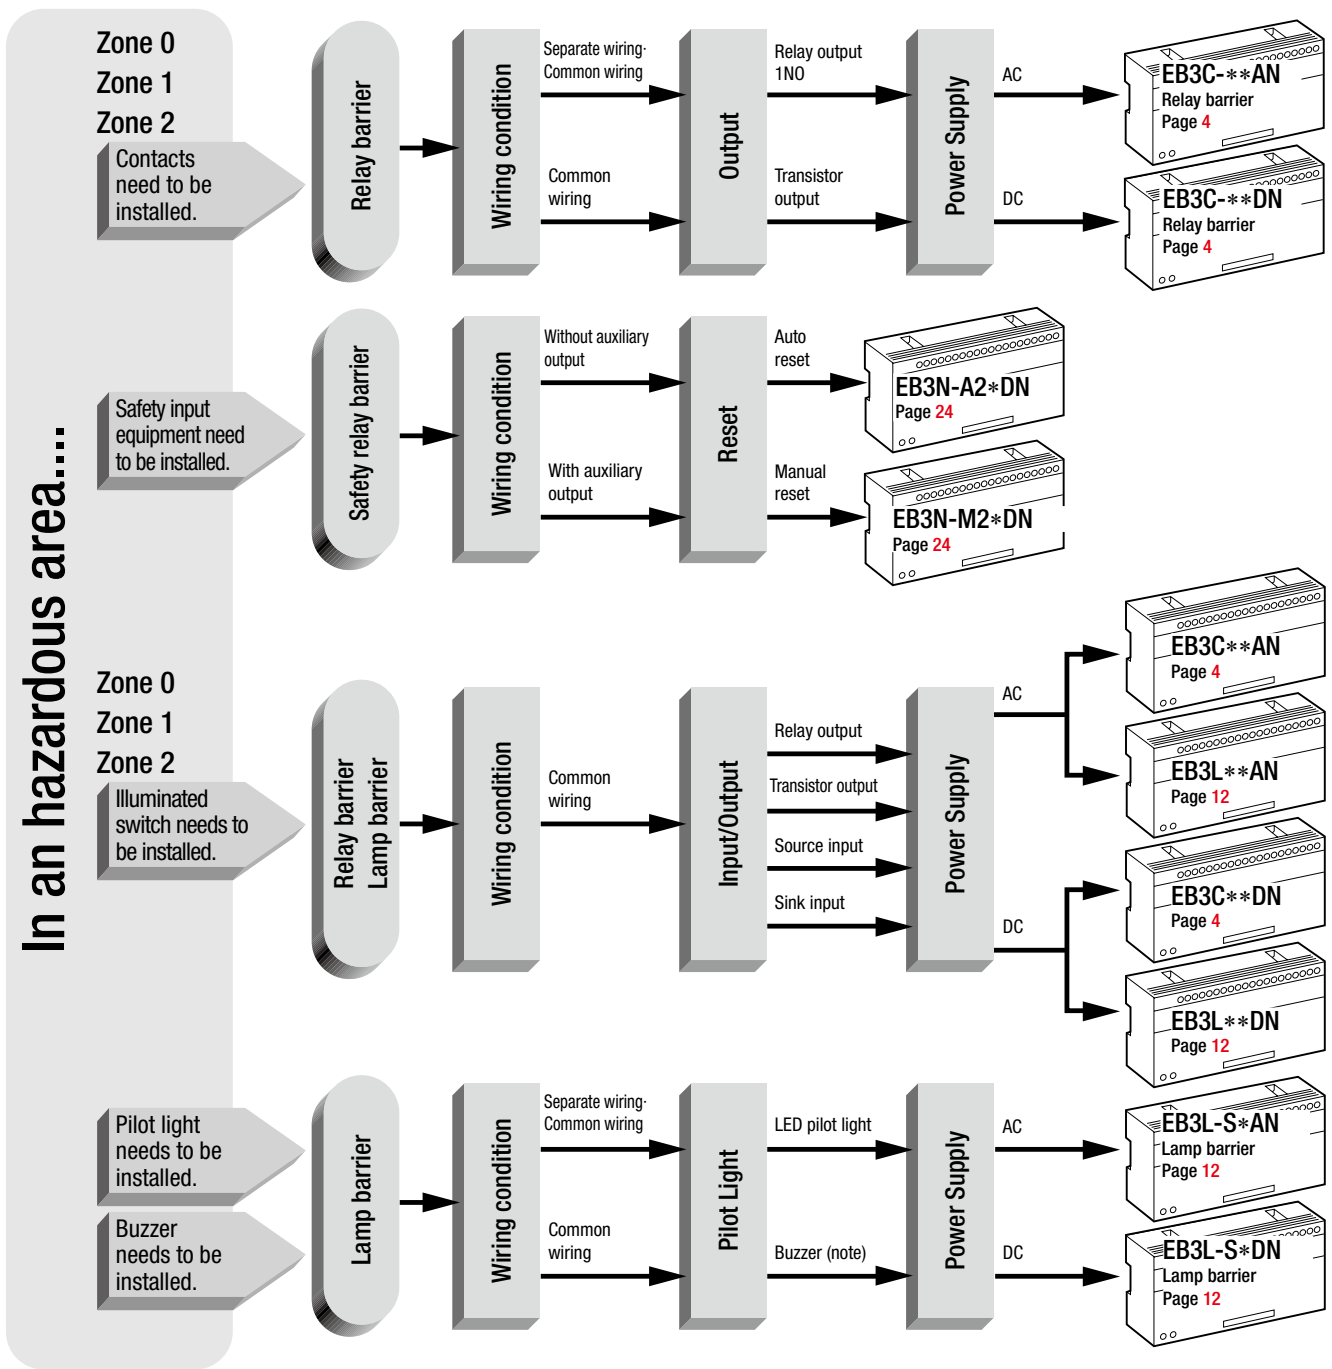 In an hazardous area....
Zone 0
Zone 1
Zone 2
Contacts
need to be
installed.
Relay barrier
Wiring condition
Separate wiring·
Common wiring
Common
wiring
Output
Relay output
1NO
Transistor
output
Power Supply
AC
DC
EB3C-**AN
Relay barrier
Page 4
EB3C-**DN
Relay barrier
Page 4
Safety input
equipment need
to be installed.
Safety relay barrier
Wiring condition
Without auxiliary
output
With auxiliary
output
Reset
Auto
reset
Manual
reset
EB3N-A2*DN
Page 24
EB3N-M2*DN
Page 24
Zone 0
Zone 1
Zone 2
Illuminated
switch needs to
be installed.
Relay barrier
Lamp barrier
Wiring condition
Common
wiring
Input/Output
Relay output
Transistor output
Source input
Sink input
Power Supply
AC
DC
EB3C**AN
Page 4
EB3L**AN
Page 12
EB3C**DN
Page 4
EB3L**DN
Page 12
Pilot light
needs to be
installed.
Buzzer
needs to be
installed.
Lamp barrier
Wiring condition
Separate wiring·
Common wiring
Common
wiring
Pilot Light
LED pilot light
Buzzer (note)
Power Supply
AC
DC
EB3L-S*AN
Lamp barrier
Page 12
EB3L-S*DN
Lamp barrier
Page 12